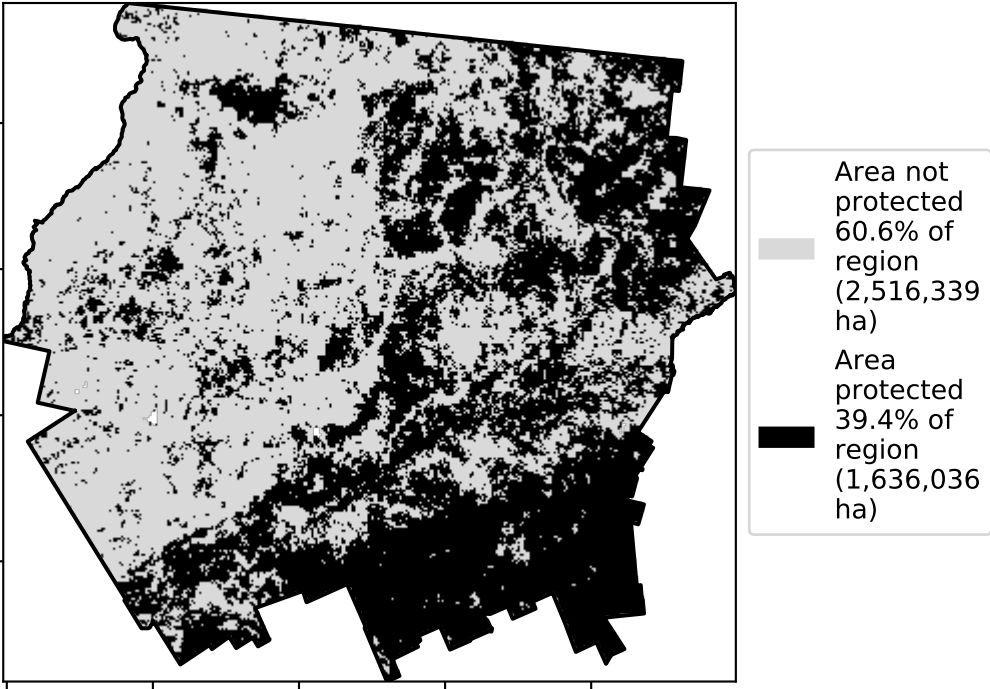 Area not
protected
60.6% of
region
(2,516,339
ha)
Area
protected
39.4% of
region
(1,636,036
ha)